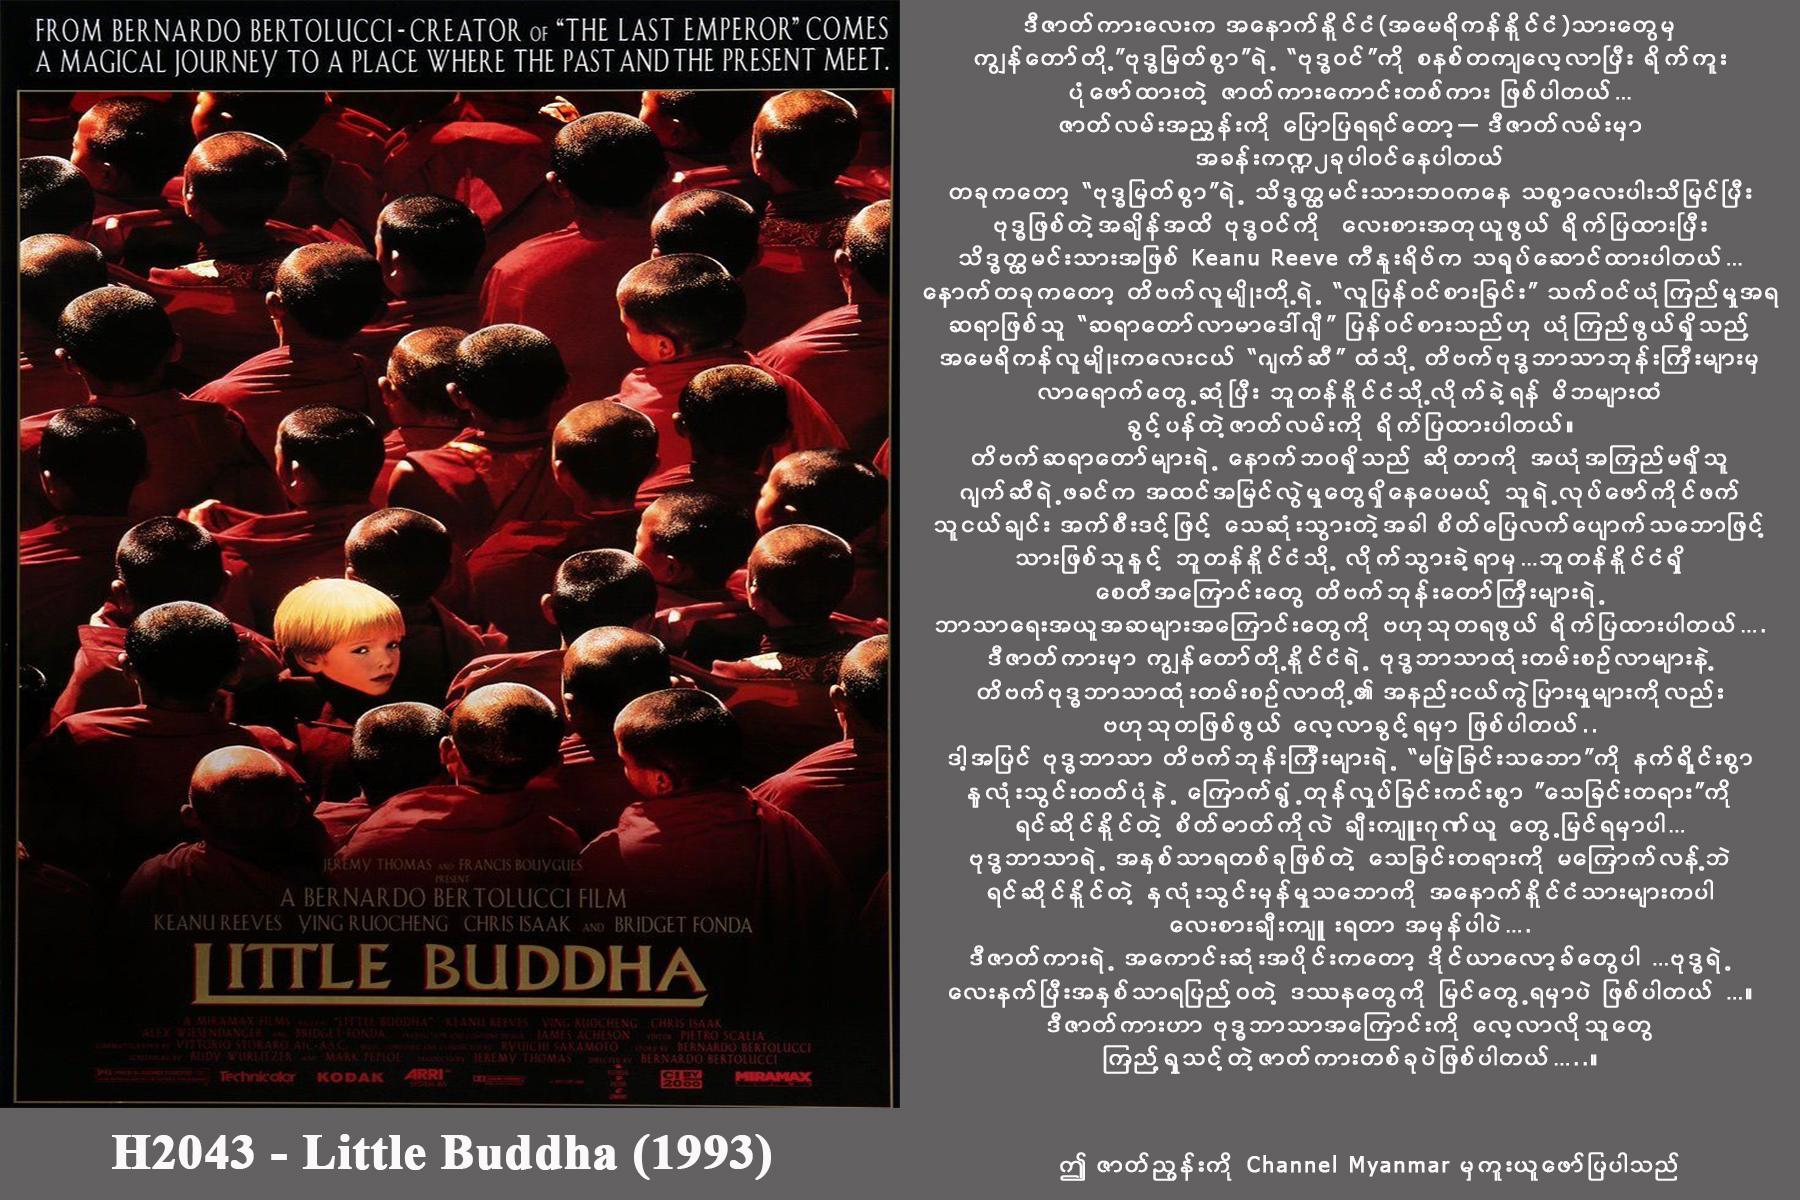 FROM BERNARDO BERTOLUCCI-CREATOR OF "THE LAST EMPEROR" COMES
A MAGICAL JOURNEY TO A PLACE WHERE THE PAST AND THE PRESENT MEET.
JEREMY THOMAS AND FRANCIS BOUYGUES
PRESENT
A BERNARDO BERTOLUCCI FILM
KEANU REEVES YING RUOCHENG CHRIS ISAAK AND BRIDGET FONDA
LITTLE BUDDHA
A MIRAMAX FILMS "LITTLE BUDDHA" KEANU REEVES YING RUOCHENG CHRIS ISAAK
ALEX WIESENDANGER BRIDGET FONDA JAMES ACHESON PIETRO SCALIA
VITTORIO STORARO AIC-ASC RYUICHI SAKAMOTO BERNARDO BERTOLUCCI
RUDY WURLITZER AND MARK PEPLOE JEREMY THOMAS BERNARDO BERTOLUCCI
Technicolor KODAK ARRI CIBY 2000 MIRAMAX
H2043 - Little Buddha (1993)
ဒီဇာတ်ကားလေးက အနောက်နိုင်ငံ(အမေရိကန်နိုင်ငံ)သားတွေမှ
ကျွန်တော်တို့"ဗုဒ္ဓမြတ်စွာ"ရဲ့ "ဗုဒ္ဓဝင်"ကို စနစ်တကျလေ့လာပြီး ရိုက်ကူး
ပုံဖော်ထားတဲ့ ဇာတ်ကားကောင်းတစ်ကား ဖြစ်ပါတယ်...
ဇာတ်လမ်းအညွှန်းကို ပြောပြရရင်တော့— ဒီဇာတ်လမ်းမှာ
အခန်းကဏ္ဍ၂ခုပါဝင်နေပါတယ်
တခုကတော့ "ဗုဒ္ဓမြတ်စွာ"ရဲ့ သိဒ္ဓတ္ထမင်းသားဘဝကနေ သစ္စာလေးပါးသိမြင်ပြီး
ဗုဒ္ဓဖြစ်တဲ့အချိန်အထိ ဗုဒ္ဓဝင်ကို လေးစားအတုယူဖွယ် ရိုက်ပြထားပြီး
သိဒ္ဓတ္ထမင်းသားအဖြစ် Keanu Reeve ကီနူးရိဗ်က သရုပ်ဆောင်ထားပါတယ်...
နောက်တခုကတော့ တိဗက်လူမျိုးတို့ရဲ့ "လူပြန်ဝင်စားခြင်း" သက်ဝင်ယုံကြည်မှုအရ
ဆရာဖြစ်သူ "ဆရာတော်လာမာဒေါ်ဂျီ" ပြန်ဝင်စားသည်ဟု ယုံကြည်ဖွယ်ရှိသည့်
အမေရိကန်လူမျိုးကလေးငယ် "ဂျက်ဆီ" ထံသို့ တိဗက်ဗုဒ္ဓဘာသာဘုန်းကြီးများမှ
လာရောက်တွေ့ဆုံပြီး ဘူတန်နိုင်ငံသို့လိုက်ခဲ့ရန် မိဘများထံ
ခွင့်ပန်တဲ့ဇာတ်လမ်းကို ရိုက်ပြထားပါတယ်။
တိဗက်ဆရာတော်များရဲ့ နောက်ဘဝရှိသည် ဆိုတာကို အယုံအကြည်မရှိသူ
ဂျက်ဆီရဲ့ဖခင်က အထင်အမြင်လွဲမှုတွေရှိနေပေမယ့် သူရဲ့လုပ်ဖော်ကိုင်ဖက်
သူငယ်ချင်း အက်စီးဒင့်ဖြင့် သေဆုံးသွားတဲ့အခါ စိတ်ပြေလက်ပျောက်သဘောဖြင့်
သားဖြစ်သူနှင့် ဘူတန်နိုင်ငံသို့ လိုက်သွားခဲ့ရာမှ...ဘူတန်နိုင်ငံရှိ
စေတီအကြောင်းတွေ တိဗက်ဘုန်းတော်ကြီးများရဲ့
ဘာသာရေးအယူအဆများအကြောင်းတွေကို ဗဟုသုတရဖွယ် ရိုက်ပြထားပါတယ်....
ဒီဇာတ်ကားမှာ ကျွန်တော်တို့နိုင်ငံရဲ့ ဗုဒ္ဓဘာသာထုံးတမ်းစဉ်လာများနဲ့
တိဗက်ဗုဒ္ဓဘာသာထုံးတမ်းစဉ်လာတို့၏ အနည်းငယ်ကွဲပြားမှုများကိုလည်း
ဗဟုသုတဖြစ်ဖွယ် လေ့လာခွင့်ရမှာ ဖြစ်ပါတယ်..
ဒါ့အပြင် ဗုဒ္ဓဘာသာ တိဗက်ဘုန်းကြီးများရဲ့ "မမြဲခြင်းသဘော"ကို နက်ရှိုင်းစွာ
နှလုံးသွင်းတတ်ပုံနဲ့ ကြောက်ရွံ့တုန်လှုပ်ခြင်းကင်းစွာ "သေခြင်းတရား"ကို
ရင်ဆိုင်နိုင်တဲ့ စိတ်ဓာတ်ကိုလဲ ချီးကျူးဂုဏ်ယူ တွေ့မြင်ရမှာပါ...
ဗုဒ္ဓဘာသာရဲ့ အနှစ်သာရတစ်ခုဖြစ်တဲ့ သေခြင်းတရားကို မကြောက်လန့်ဘဲ
ရင်ဆိုင်နိုင်တဲ့ နှလုံးသွင်းမှန်မှုသဘောကို အနောက်နိုင်ငံသားများကပါ
လေးစားချီးကျူးရတာ အမှန်ပါပဲ....
ဒီဇာတ်ကားရဲ့ အကောင်းဆုံးအပိုင်းကတော့ ဒိုင်ယာလော့ခ်တွေပါ ...ဗုဒ္ဓရဲ့
လေးနက်ပြီးအနှစ်သာရပြည့်ဝတဲ့ ဒဿနတွေကို မြင်တွေ့ရမှာပဲ ဖြစ်ပါတယ် ...။
ဒီဇာတ်ကားဟာ ဗုဒ္ဓဘာသာအကြောင်းကို လေ့လာလိုသူတွေ
ကြည့်ရှုသင့်တဲ့ဇာတ်ကားတစ်ခုပဲဖြစ်ပါတယ်.....။
ဤ ဇာတ်ညွှန်းကို Channel Myanmar မှကူးယူဖော်ပြပါသည်